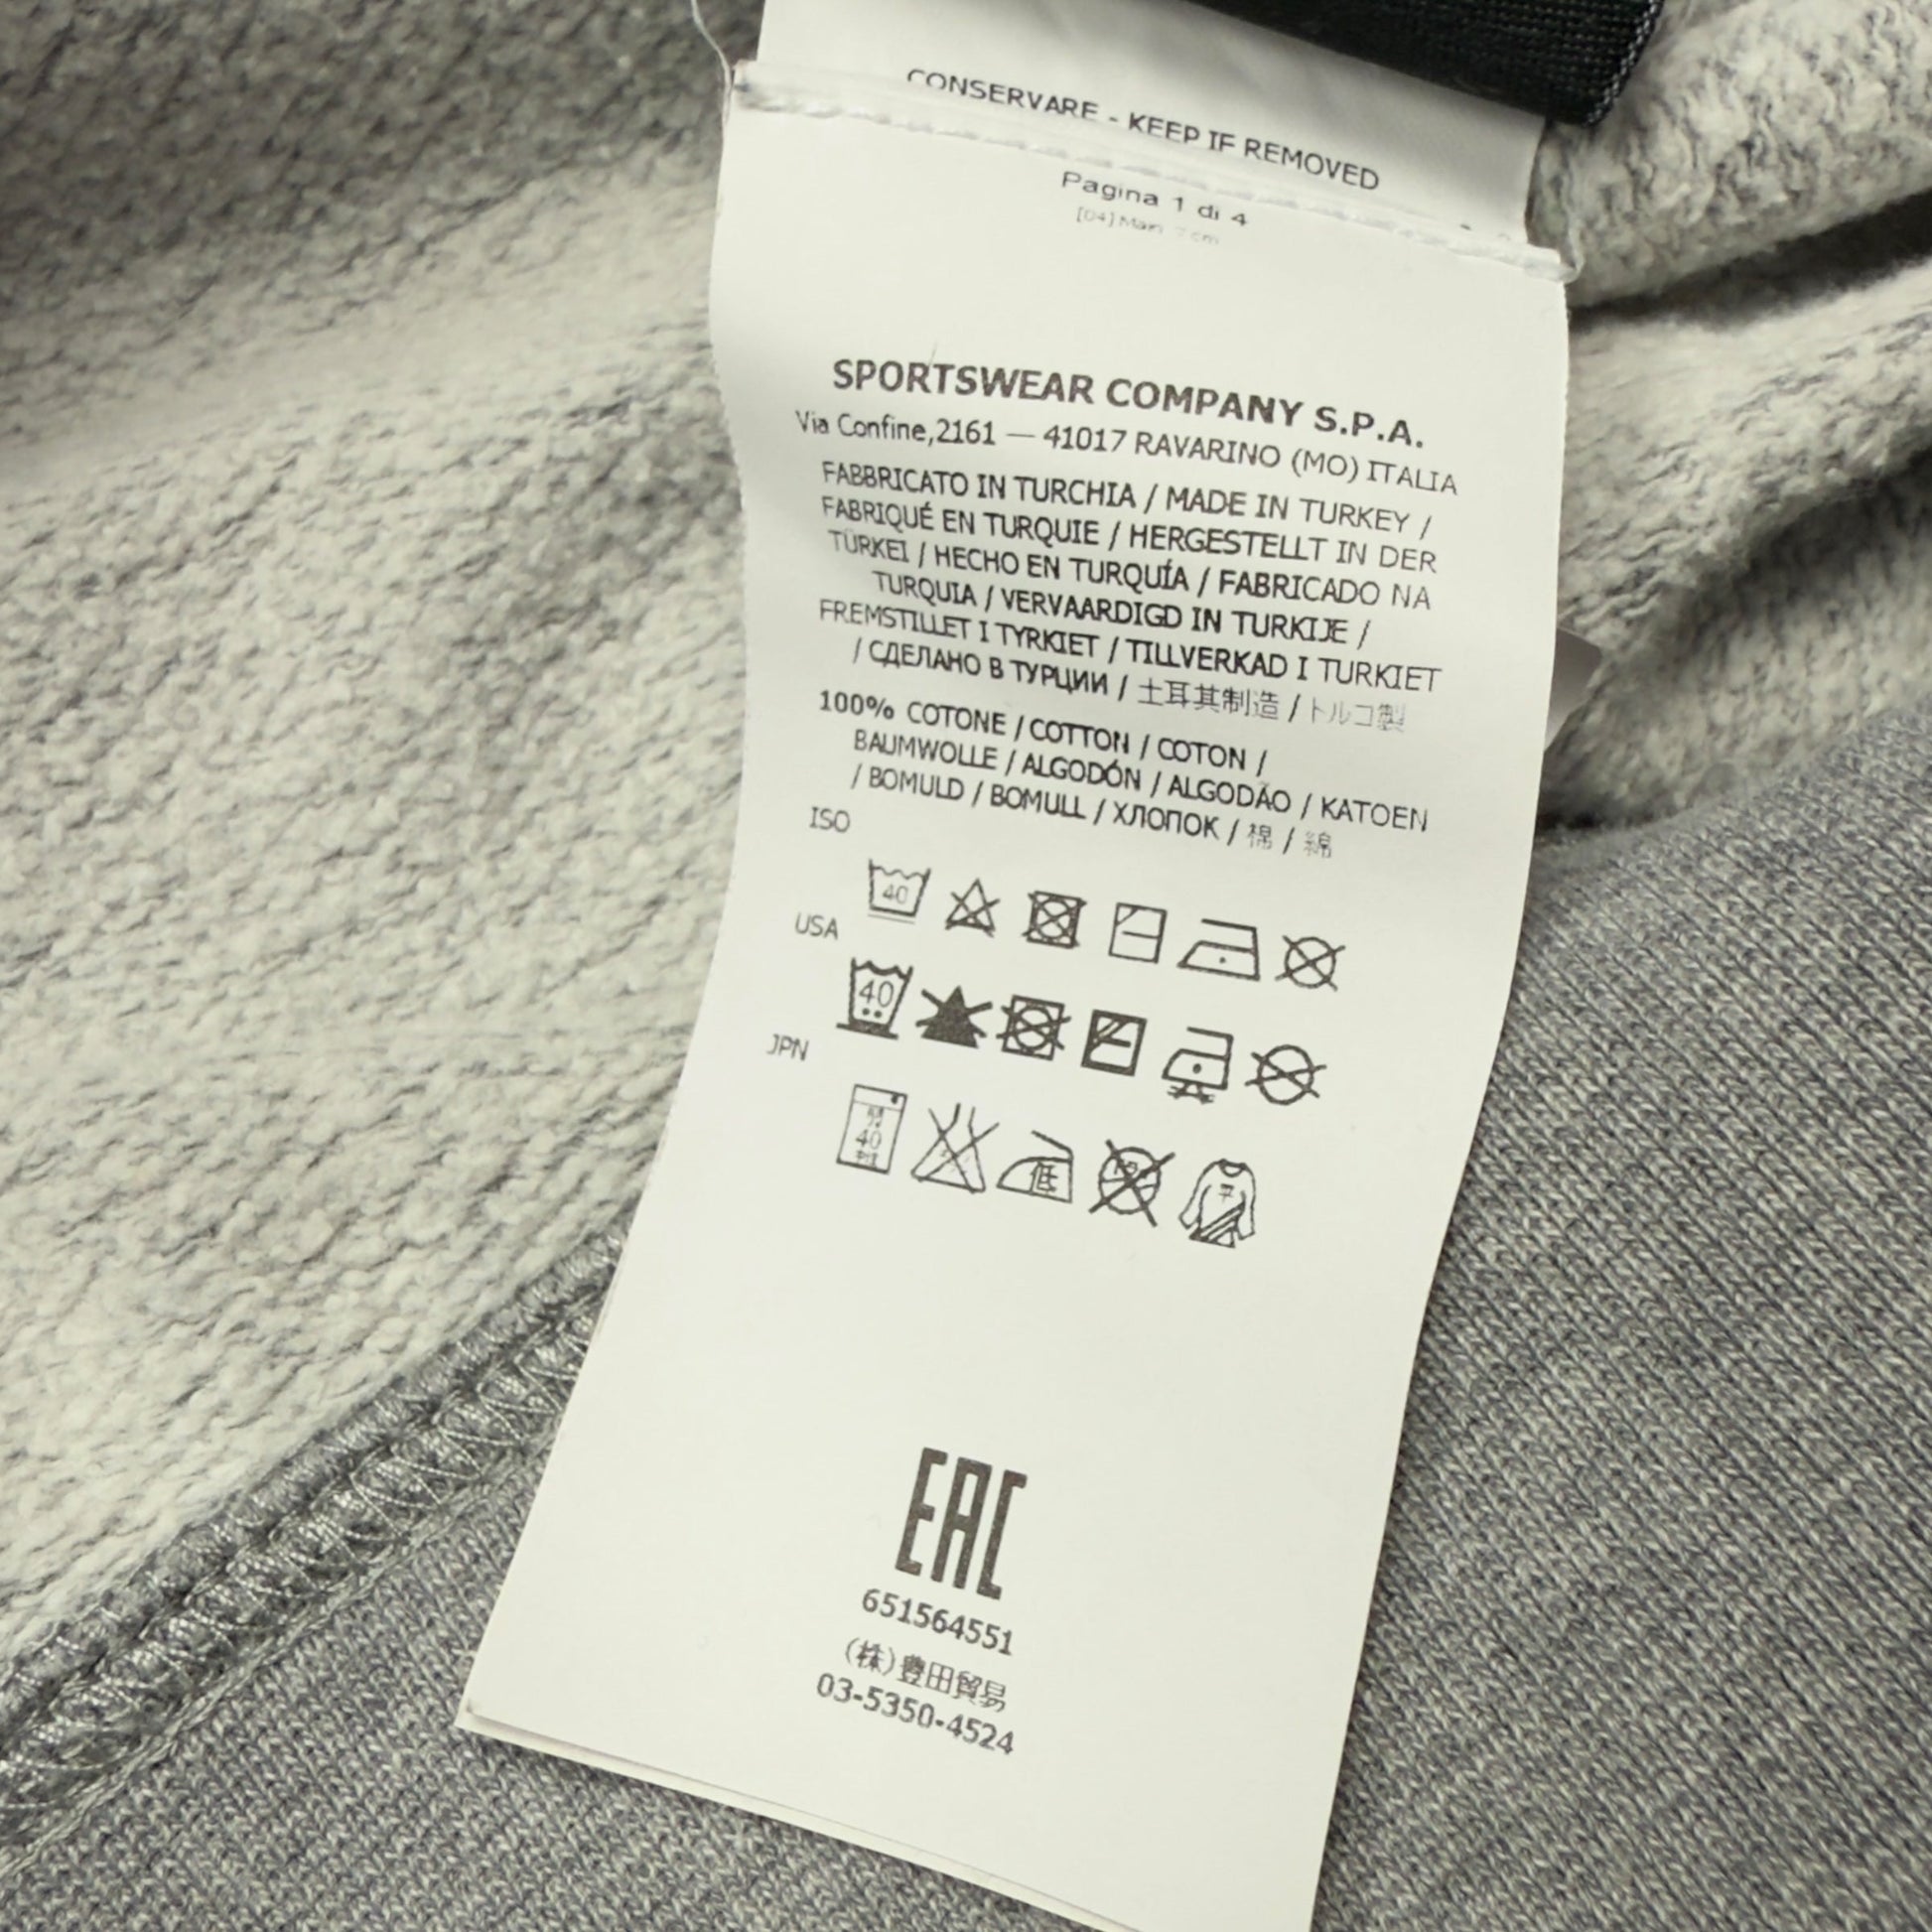 CONSERVARE - KEEP IF REMOVED
Pagina 1 di 4
SPORTSWEAR COMPANY S.P.A.
Via Confine,2161 — 41017 RAVARINO (MO) ITALIA
FABBRICATO IN TURCHIA / MADE IN TURKEY /
FABRIQUÉ EN TURQUIE / HERGESTELLT IN DER
TÜRKEI / HECHO EN TURQUÍA / FABRICADO NA
TURQUIA / VERVAARDIGD IN TURKIJE /
FREMSTILLET I TYRKIET / TILLVERKAD I TURKIET
/ СДЕЛАНО В ТУРЦИИ / 土耳其制造 / トルコ製
100% COTONE / COTTON / COTON /
BAUMWOLLE / ALGODÓN / ALGODÃO / KATOEN
/ BOMULD / BOMULL / ХЛОПОК / 棉 / 綿
ISO
40
USA
40
JPN
40
低
平
EAC
651564551
(株)豊田貿易
03-5350-4524